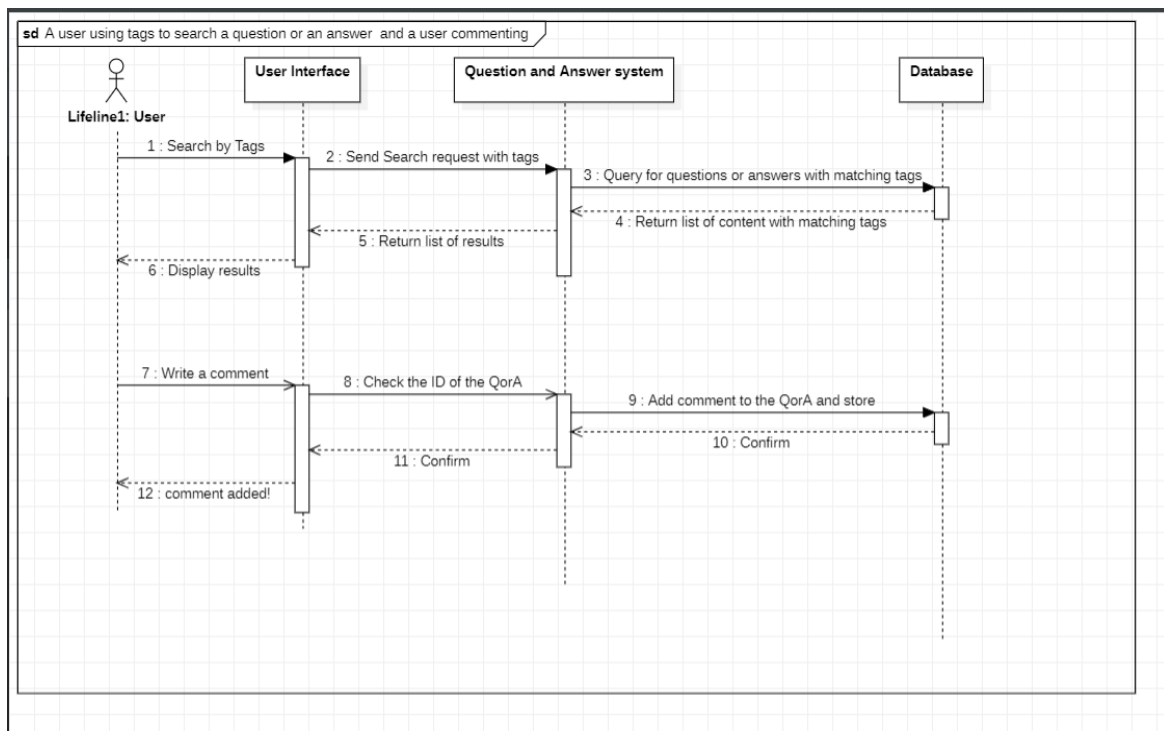 sd A user using tags to search a question or an answer and a user commenting
User Interface
Question and Answer system
Database
Lifeline1: User
1 : Search by Tags
2 : Send Search request with tags
3 : Query for questions or answers with matching tags
4 : Return list of content with matching tags
5 : Return list of results
6 : Display results
7 : Write a comment
8 : Check the ID of the QorA
9 : Add comment to the QorA and store
10 : Confirm
11 : Confirm
12 : comment added!